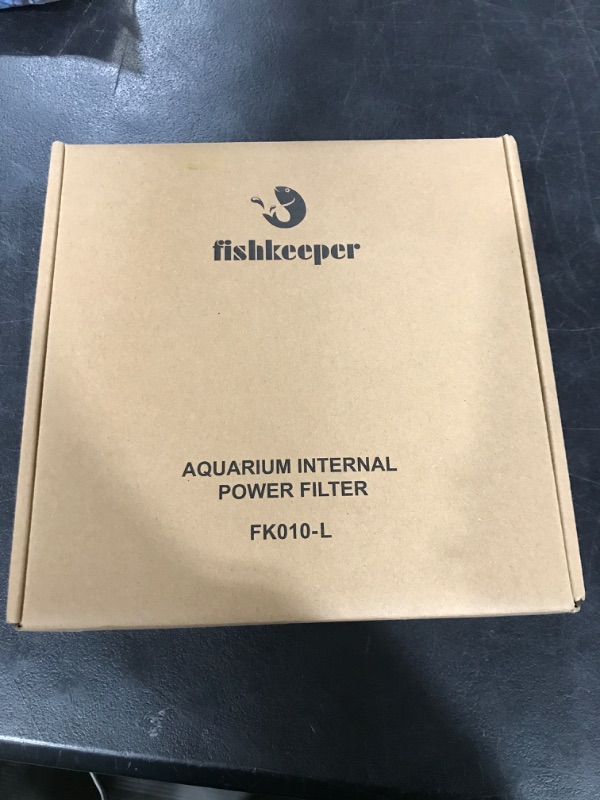 fishkeeper
AQUARIUM INTERNAL
POWER FILTER
FK010-L